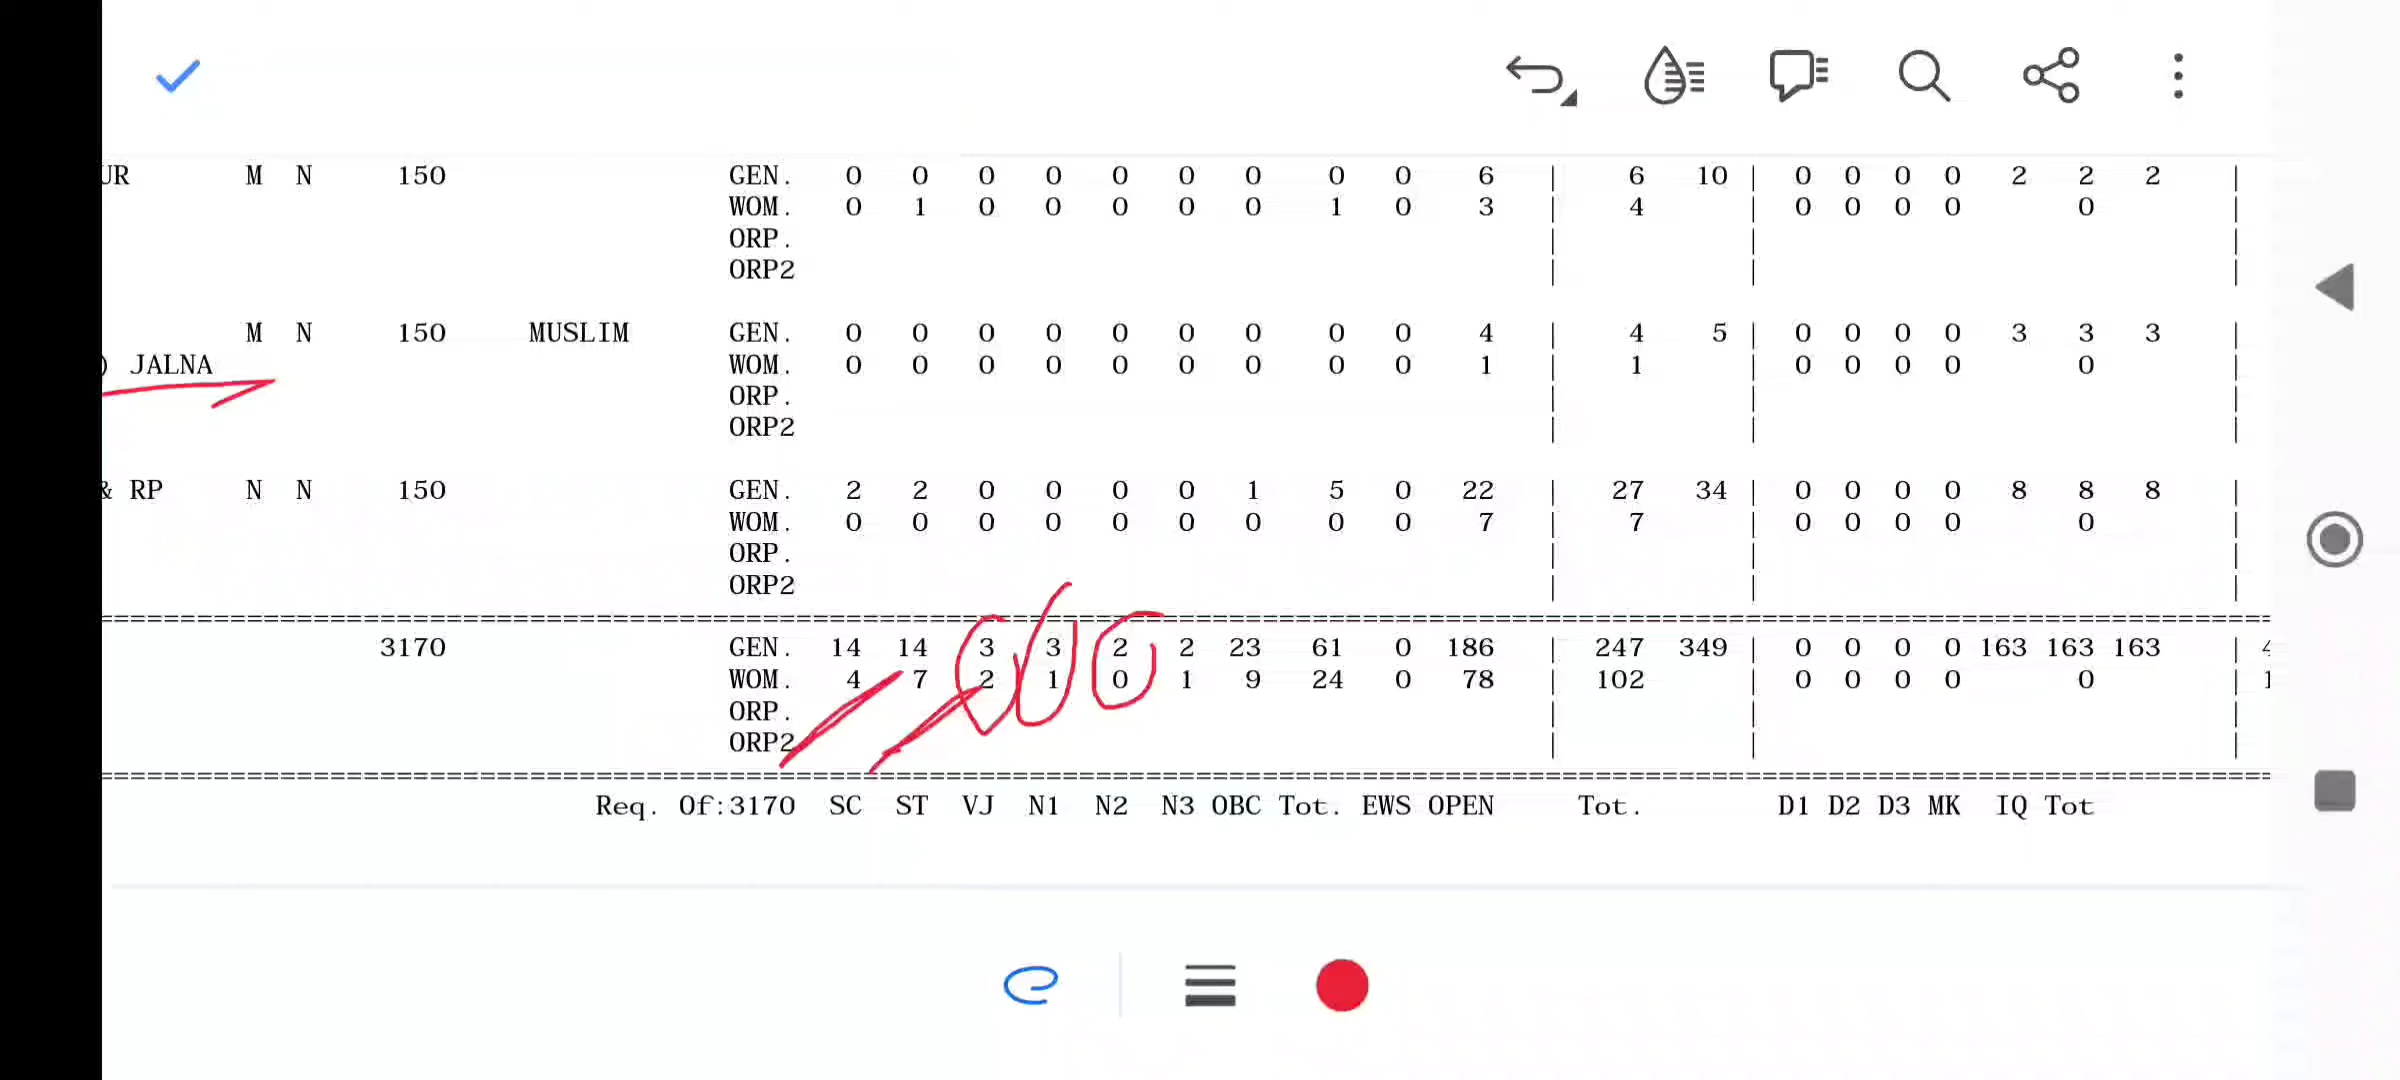 UR M N 150 GEN. 0 0 0 0 0 0 0 0 0 6 | 6 10 | 0 0 0 0 2 2 2 |
WOM. 0 1 0 0 0 0 0 1 0 3 | 4 | 0 0 0 0 0 |
ORP. | | |
ORP2 | | |
M N 150 MUSLIM GEN. 0 0 0 0 0 0 0 0 0 4 | 4 5 | 0 0 0 0 3 3 3 |
) JALNA WOM. 0 0 0 0 0 0 0 0 0 1 | 1 | 0 0 0 0 0 |
ORP. | | |
ORP2 | | |
& RP N N 150 GEN. 2 2 0 0 0 0 1 5 0 22 | 27 34 | 0 0 0 0 8 8 8 |
WOM. 0 0 0 0 0 0 0 0 0 7 | 7 | 0 0 0 0 0 |
ORP. | | |
ORP2 | | |
3170 GEN. 14 14 3 3 2 2 23 61 0 186 | 247 349 | 0 0 0 0 163 163 163 |
WOM. 4 7 2 1 0 1 9 24 0 78 | 102 | 0 0 0 0 0 |
ORP. | | |
ORP2 | | |
Req. Of:3170 SC ST VJ N1 N2 N3 OBC Tot. EWS OPEN Tot. D1 D2 D3 MK IQ Tot